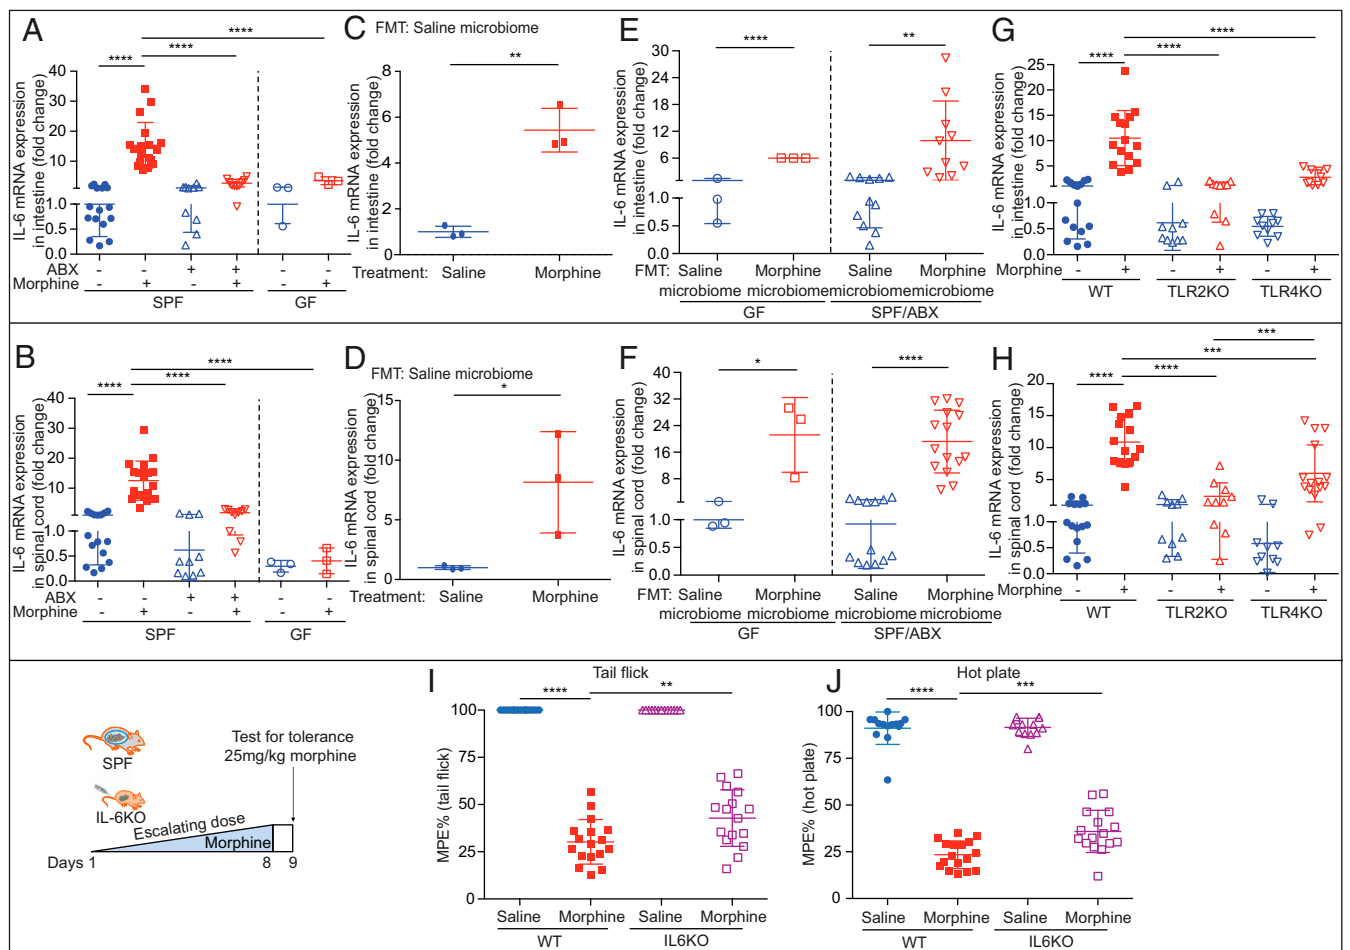 A
****
****
****
IL-6 mRNA expression
in intestine (fold change)
40
30
20
10
1.0
0.5
0.0
ABX - - + + - -
Morphine - + - + - +
SPF GF
C
FMT: Saline microbiome
**
IL-6 mRNA expression
in intestine (fold change)
8
6
4
2
0
Treatment: Saline Morphine
E
**** **
IL-6 mRNA expression
in intestine (fold change)
30
24
18
12
6
1.0
0.5
0.0
FMT: Saline Morphine Saline Morphine
microbiome microbiome microbiome microbiome
GF SPF/ABX
G
****
****
****
IL-6 mRNA expression
in intestine (fold change)
25
20
15
10
5
1.0
0.5
0.0
Morphine - + - + - +
WT TLR2KO TLR4KO
B
****
****
****
IL-6 mRNA expression
in spinal cord (fold change)
40
30
20
10
1.0
0.5
0.0
ABX - - + + - -
Morphine - + - + - +
SPF GF
D
FMT: Saline microbiome
*
IL-6 mRNA expression
in spinal cord (fold change)
15
10
5
0
Treatment: Saline Morphine
F
* ****
IL-6 mRNA expression
in spinal cord (fold change)
40
32
24
16
8
1.0
0.5
0.0
FMT: Saline Morphine Saline Morphine
microbiome microbiome microbiome microbiome
GF SPF/ABX
H
***
***
****
****
IL-6 mRNA expression
in spinal cord (fold change)
20
15
10
5
1.0
0.5
0.0
Morphine - + - + - +
WT TLR2KO TLR4KO
SPF
IL-6KO
Test for tolerance
25mg/kg morphine
Escalating dose
Morphine
Days 1 8 9
I
Tail flick
**** **
MPE% (tail flick)
100
75
50
25
0
Saline Morphine Saline Morphine
WT IL6KO
J
Hot plate
**** ***
MPE% (hot plate)
100
75
50
25
0
Saline Morphine Saline Morphine
WT IL6KO